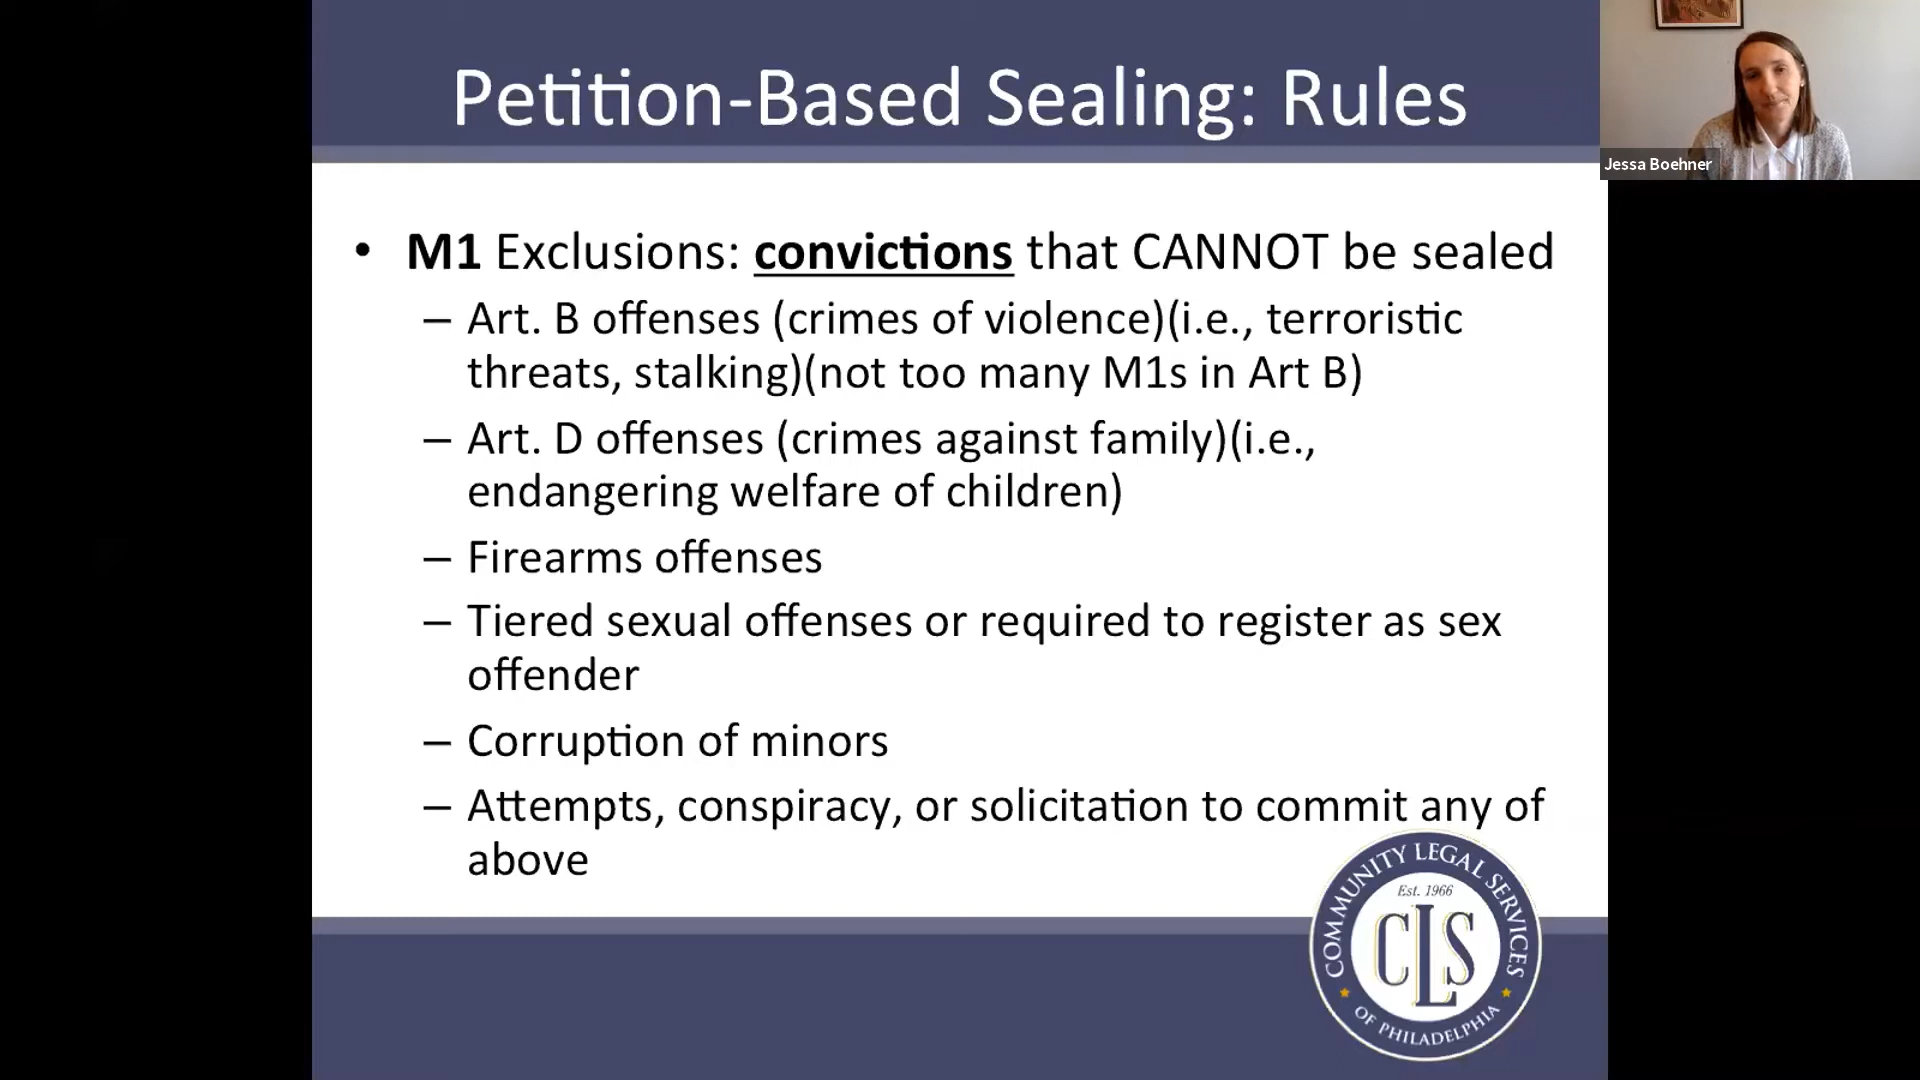 Petition-Based Sealing: Rules
Jessa Boehner
• M1 Exclusions: convictions that CANNOT be sealed
– Art. B offenses (crimes of violence)(i.e., terroristic
threats, stalking)(not too many M1s in Art B)
– Art. D offenses (crimes against family)(i.e.,
endangering welfare of children)
– Firearms offenses
– Tiered sexual offenses or required to register as sex
offender
– Corruption of minors
– Attempts, conspiracy, or solicitation to commit any of
above
COMMUNITY LEGAL SERVICES
Est. 1966
CLS
OF PHILADELPHIA